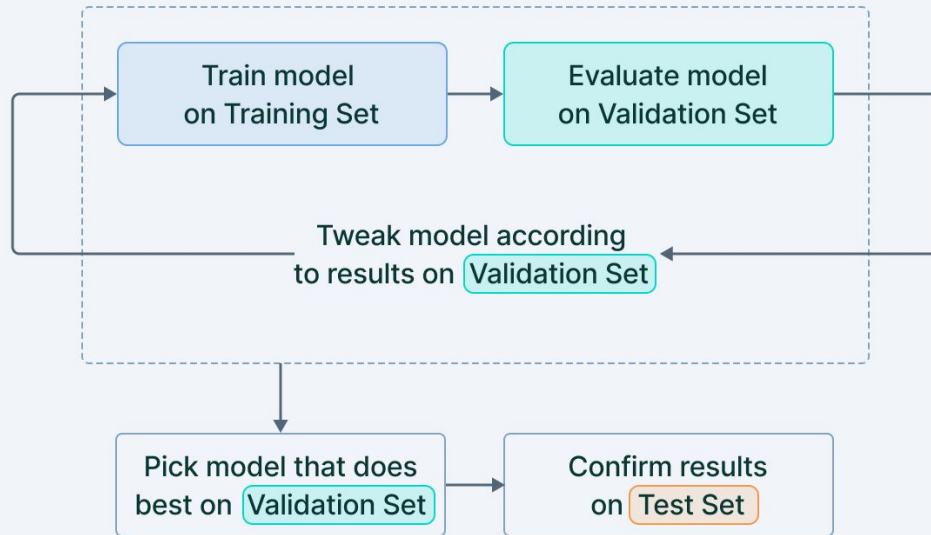 Train model
on Training Set
Evaluate model
on Validation Set
Tweak model according
to results on Validation Set
Pick model that does
best on Validation Set
Confirm results
on Test Set